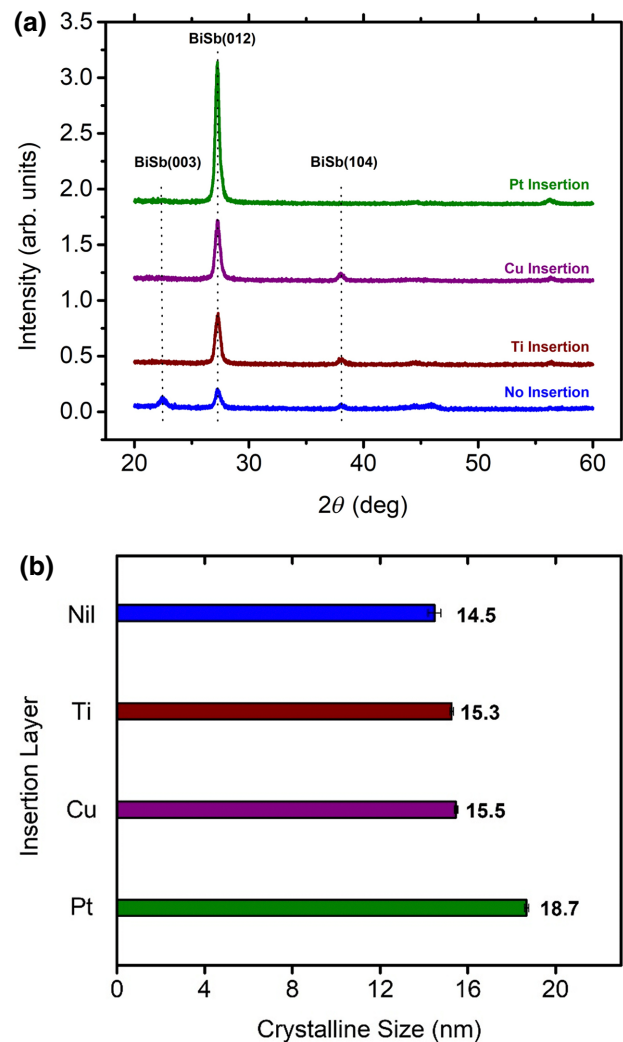 (a)
3.5
3.0
2.5
2.0
1.5
1.0
0.5
0.0
Intensity (arb. units)
BiSb(012)
BiSb(003)
BiSb(104)
Pt Insertion
Cu Insertion
Ti Insertion
No Insertion
20 30 40 50 60
2θ (deg)
(b)
Insertion Layer
Nil 14.5
Ti 15.3
Cu 15.5
Pt 18.7
0 4 8 12 16 20
Crystalline Size (nm)